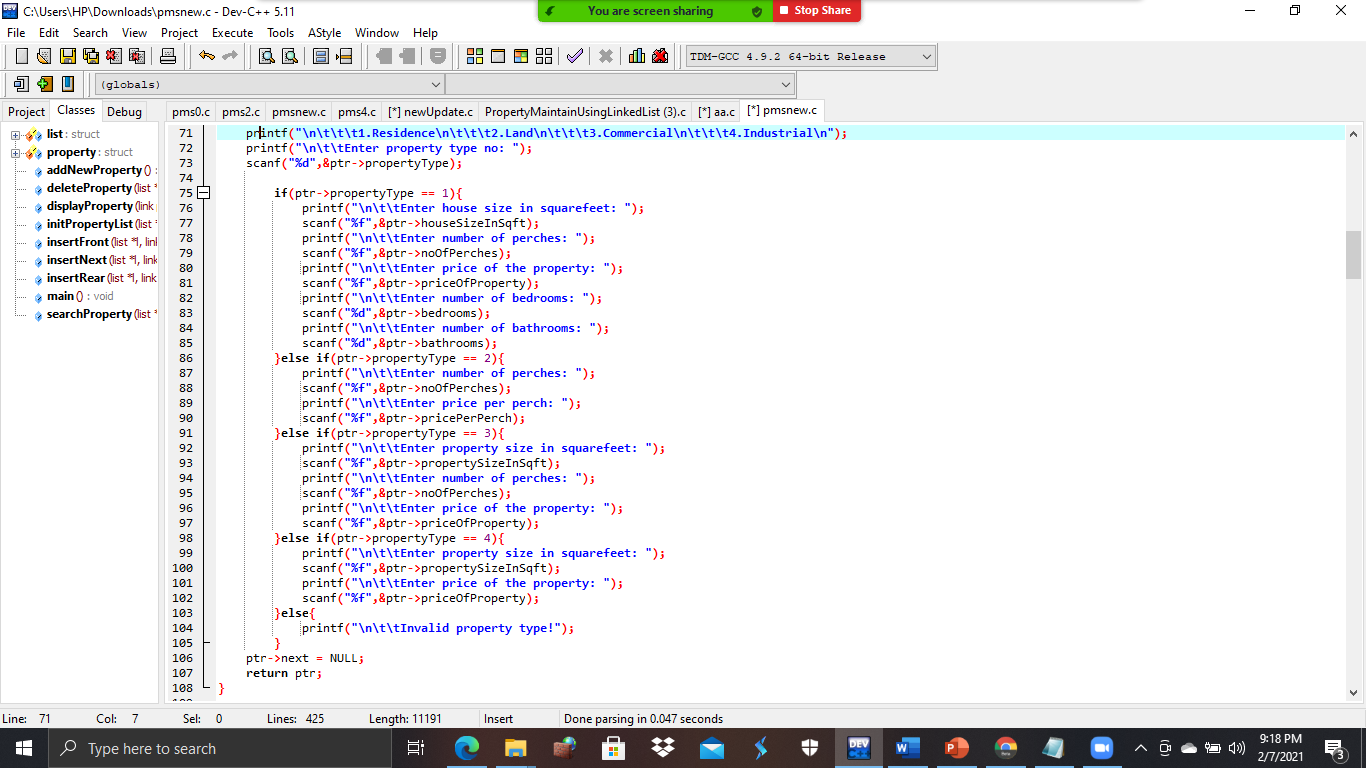 C:\Users\HP\Downloads\pmsnew.c - Dev-C++ 5.11
You are screen sharing
Stop Share
File Edit Search View Project Execute Tools AStyle Window Help
TDM-GCC 4.9.2 64-bit Release
(globals)
Project Classes Debug
pms0.c pms2.c pmsnew.c pms4.c [*] newUpdate.c PropertyMaintainUsingLinkedList (3).c [*] aa.c [*] pmsnew.c
list : struct
property : struct
addNewProperty () :
deleteProperty (list *
displayProperty (link
initPropertyList (list *
insertFront (list *l, link
insertNext (list *l, link
insertRear (list *l, link
main () : void
searchProperty (list *
71 printf("\n\t\t\t1.Residence\n\t\t\t2.Land\n\t\t\t3.Commercial\n\t\t\t4.Industrial\n");
72 printf("\n\t\tEnter property type no: ");
73 scanf("%d",&ptr->propertyType);
74
75 if(ptr->propertyType == 1){
76 printf("\n\t\tEnter house size in squarefeet: ");
77 scanf("%f",&ptr->houseSizeInSqft);
78 printf("\n\t\tEnter number of perches: ");
79 scanf("%f",&ptr->noOfPerches);
80 printf("\n\t\tEnter price of the property: ");
81 scanf("%f",&ptr->priceOfProperty);
82 printf("\n\t\tEnter number of bedrooms: ");
83 scanf("%d",&ptr->bedrooms);
84 printf("\n\t\tEnter number of bathrooms: ");
85 scanf("%d",&ptr->bathrooms);
86 }else if(ptr->propertyType == 2){
87 printf("\n\t\tEnter number of perches: ");
88 scanf("%f",&ptr->noOfPerches);
89 printf("\n\t\tEnter price per perch: ");
90 scanf("%f",&ptr->pricePerPerch);
91 }else if(ptr->propertyType == 3){
92 printf("\n\t\tEnter property size in squarefeet: ");
93 scanf("%f",&ptr->propertySizeInSqft);
94 printf("\n\t\tEnter number of perches: ");
95 scanf("%f",&ptr->noOfPerches);
96 printf("\n\t\tEnter price of the property: ");
97 scanf("%f",&ptr->priceOfProperty);
98 }else if(ptr->propertyType == 4){
99 printf("\n\t\tEnter property size in squarefeet: ");
100 scanf("%f",&ptr->propertySizeInSqft);
101 printf("\n\t\tEnter price of the property: ");
102 scanf("%f",&ptr->priceOfProperty);
103 }else{
104 printf("\n\t\tInvalid property type!");
105 }
106 ptr->next = NULL;
107 return ptr;
108 }
Line: 71 Col: 7 Sel: 0 Lines: 425 Length: 11191 Insert Done parsing in 0.047 seconds
Type here to search
DEV
9:18 PM
2/7/2021
3